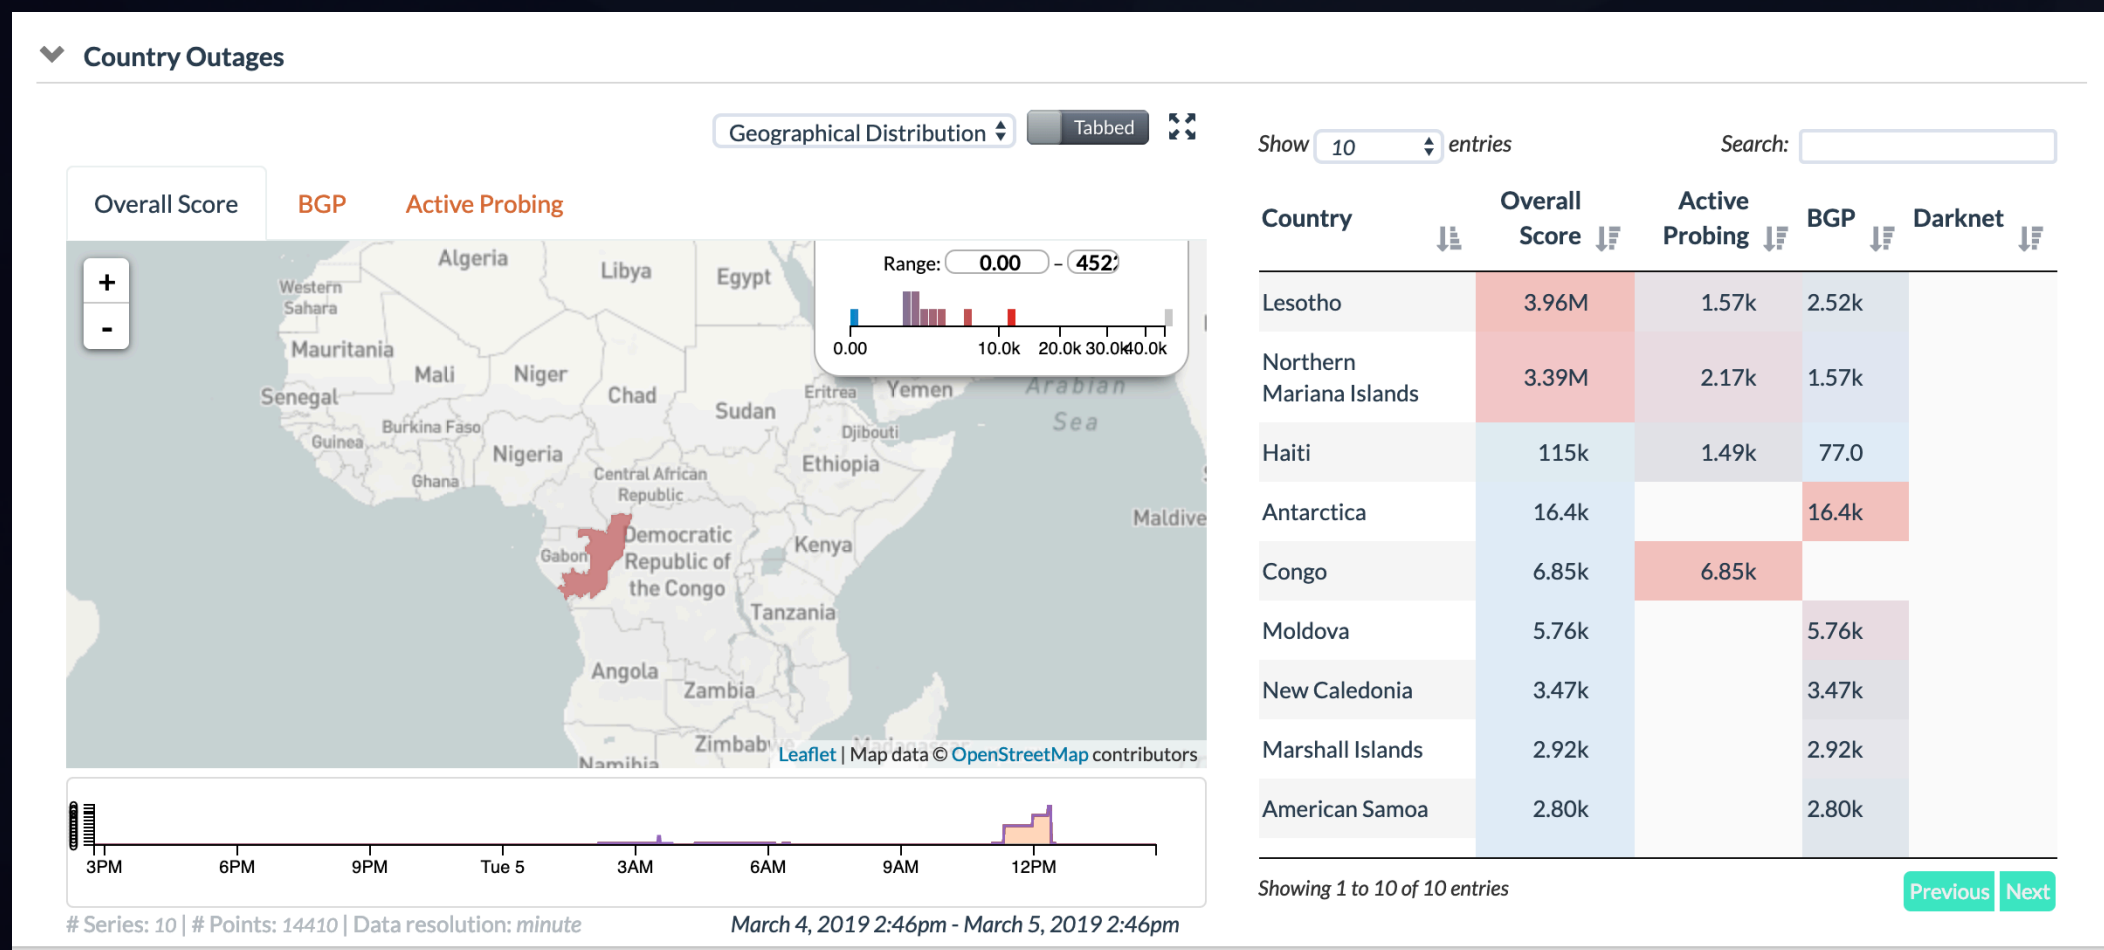 Country Outages
Geographical Distribution
Tabbed
Overall Score
BGP
Active Probing
+
-
Range: 0.00 – 452
0.00 10.0k 20.0k 30.0k 40.0k
Algeria
Libya
Egypt
Western
Sahara
Mauritania
Mali
Niger
Chad
Sudan
Eritrea
Yemen
Arabian
Sea
Senegal
Burkina Faso
Guinea
Nigeria
Djibouti
Ghana
Central African
Republic
Ethiopia
Maldive
Gabon
Democratic
Republic of
the Congo
Kenya
Tanzania
Angola
Zambia
Zimbabw
Madagascar
Namibia
Leaflet | Map data © OpenStreetMap contributors
3PM 6PM 9PM Tue 5 3AM 6AM 9AM 12PM
# Series: 10 | # Points: 14410 | Data resolution: minute
March 4, 2019 2:46pm - March 5, 2019 2:46pm
Show 10 entries
Search:
Country
Overall
Score
Active
Probing
BGP
Darknet
Lesotho 3.96M 1.57k 2.52k
Northern
Mariana Islands 3.39M 2.17k 1.57k
Haiti 115k 1.49k 77.0
Antarctica 16.4k 16.4k
Congo 6.85k 6.85k
Moldova 5.76k 5.76k
New Caledonia 3.47k 3.47k
Marshall Islands 2.92k 2.92k
American Samoa 2.80k 2.80k
Showing 1 to 10 of 10 entries
Previous
Next